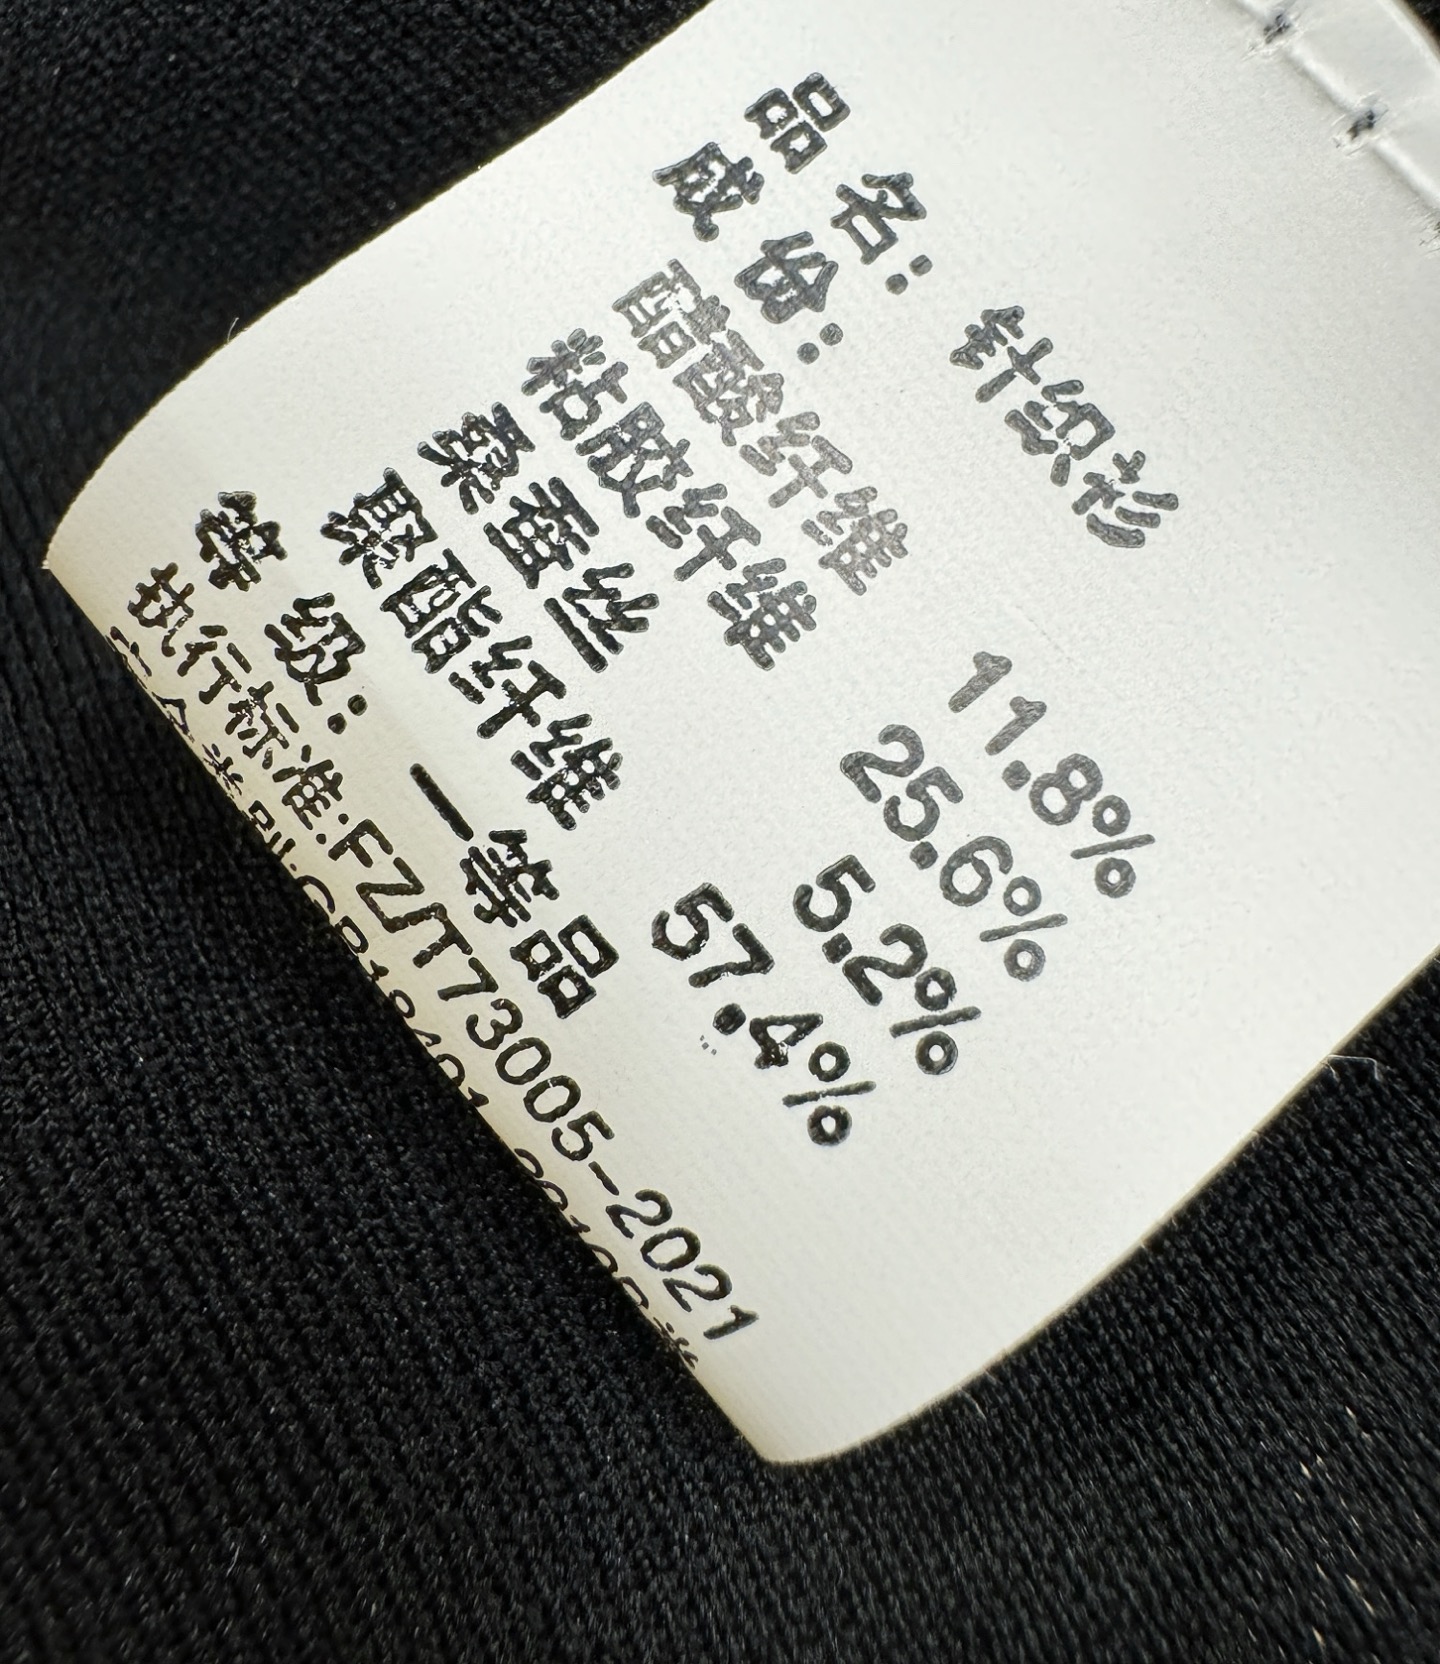 品 名: 针织衫
成 份:
醋酸纤维 11.8%
粘胶纤维 25.6%
桑蚕丝 5.2%
聚酯纤维 57.4%
等 级: 一等品
执行标准:FZ/T73005-2021